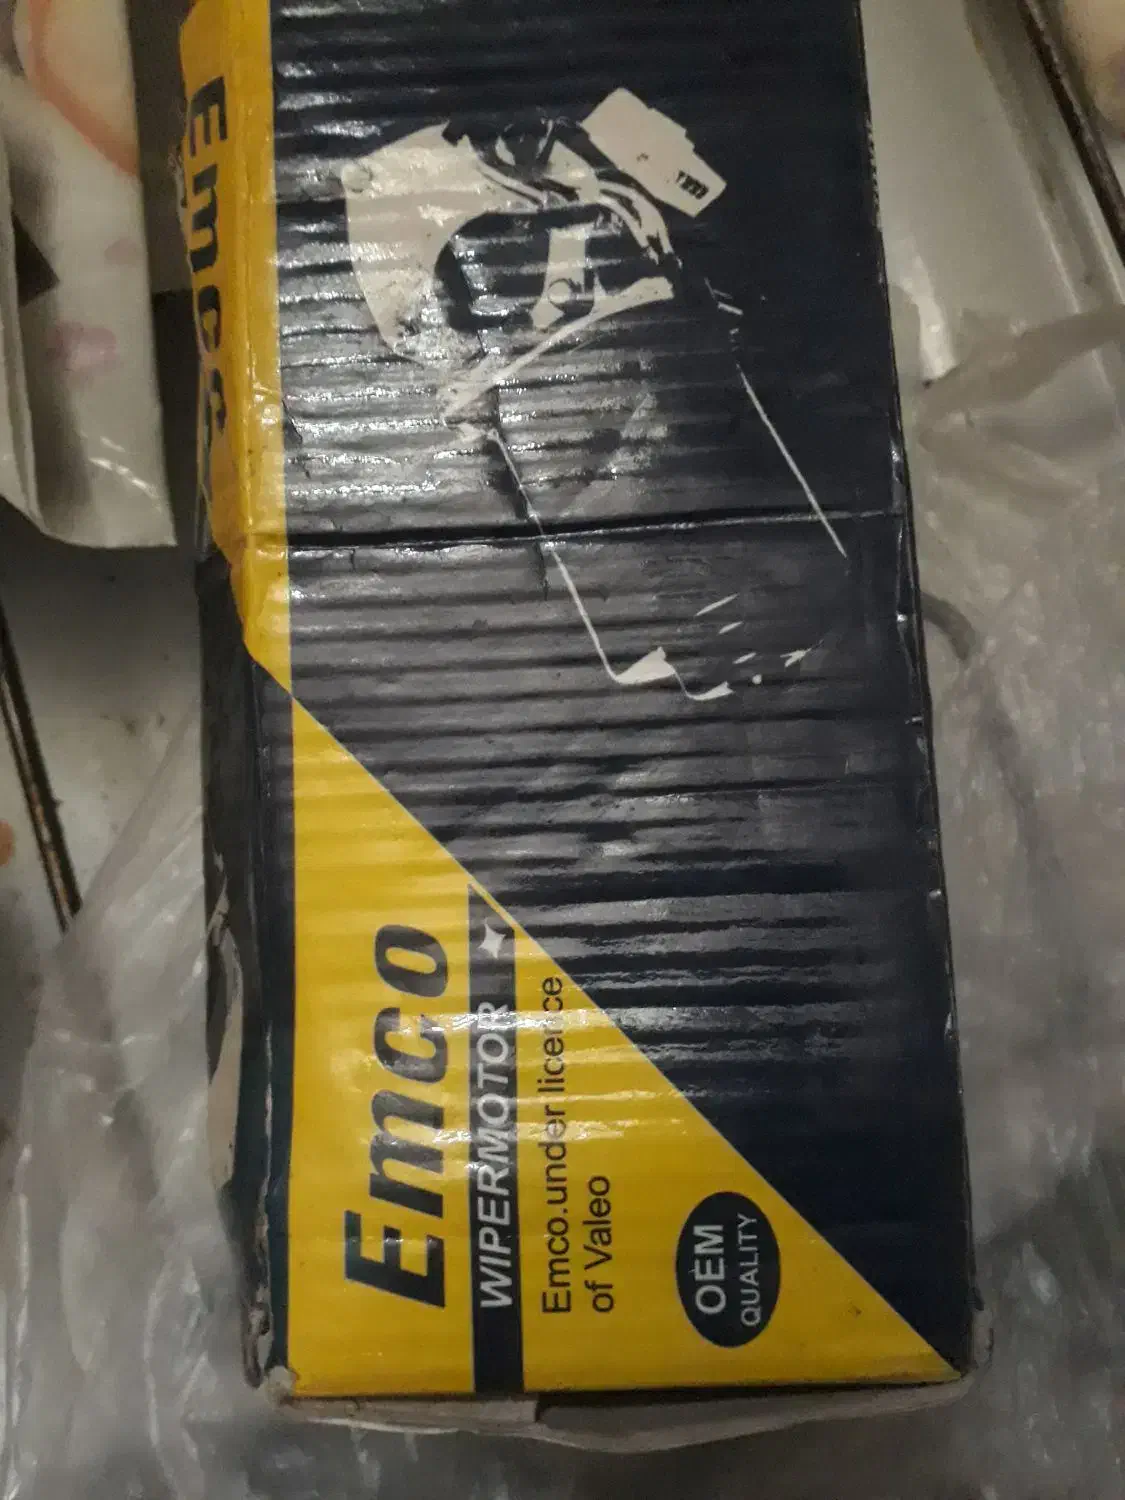 Emco
Emco
WIPERMOTOR
Emco.under licence
of Valeo
OEM
QUALITY